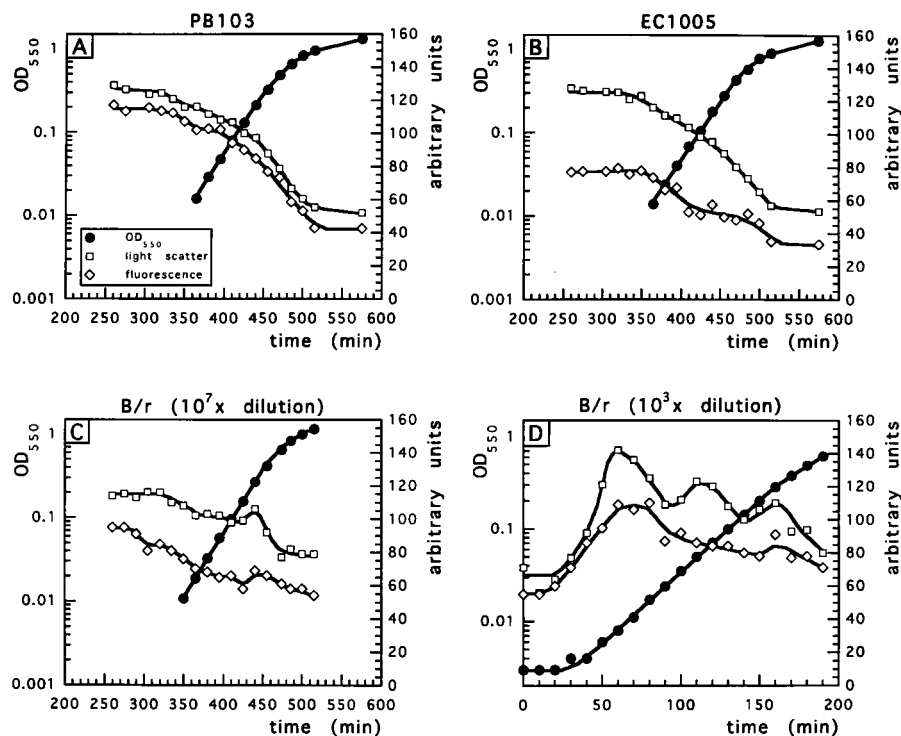 PB103
A
OD550
1
0.1
0.01
0.001
160
140
120
100
80
60
40
20
0
arbitrary units
OD550
light scatter
fluorescence
200 250 300 350 400 450 500 550 600
time (min)
EC1005
B
OD550
1
0.1
0.01
0.001
160
140
120
100
80
60
40
20
0
arbitrary units
200 250 300 350 400 450 500 550 600
time (min)
B/r (10⁷x dilution)
C
OD550
1
0.1
0.01
0.001
160
140
120
100
80
60
40
20
0
arbitrary units
200 250 300 350 400 450 500 550 600
time (min)
B/r (10³x dilution)
D
OD550
1
0.1
0.01
160
140
120
100
80
60
40
20
0
arbitrary units
0 50 100 150 200
time (min)